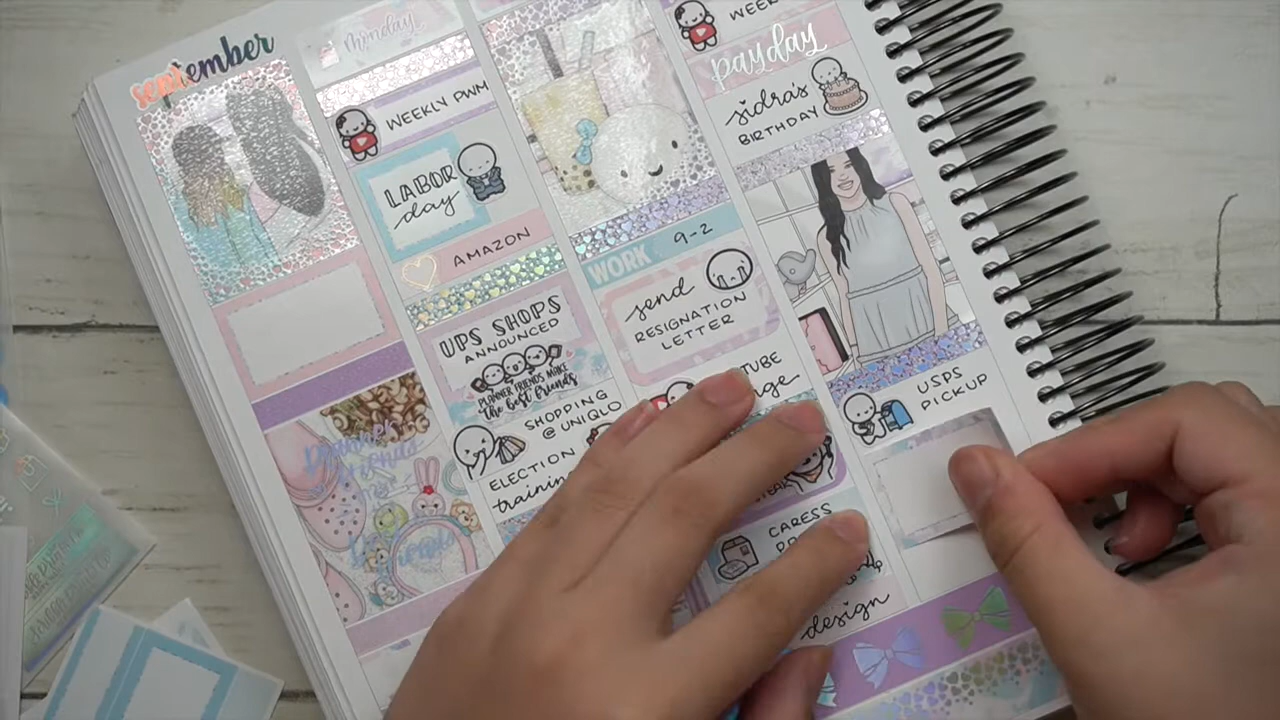 september
Monday
WEEKLY PWM
LABOR
day
AMAZON
UPS SHOPS
ANNOUNCED
PLANNER FRIENDS MAKE
the best friends
SHOPPING
@ UNIQLO
ELECTION
training
WORK 9-2
send
RESIGNATION
LETTER
TUBE
CARESS
design
payday
sidra's
BIRTHDAY
USPS
PICKUP